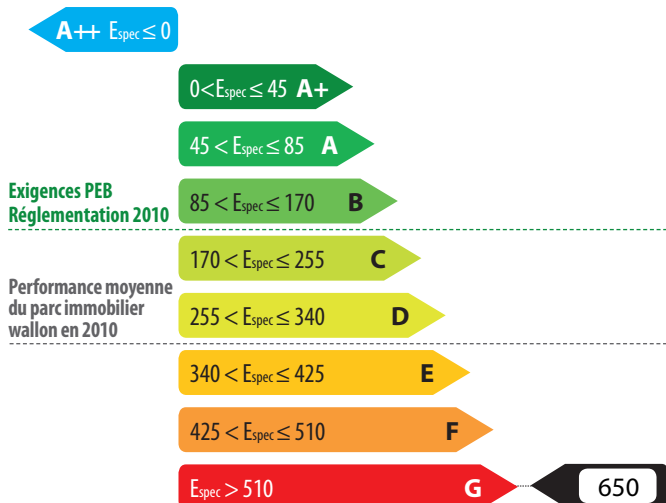 A++ Espec ≤ 0
0<Espec ≤ 45 A+
45 < Espec ≤ 85 A
Exigences PEB
Réglementation 2010
85 < Espec ≤ 170 B
170 < Espec ≤ 255 C
Performance moyenne
du parc immobilier
wallon en 2010
255 < Espec ≤ 340 D
340 < Espec ≤ 425 E
425 < Espec ≤ 510 F
Espec > 510 G
650